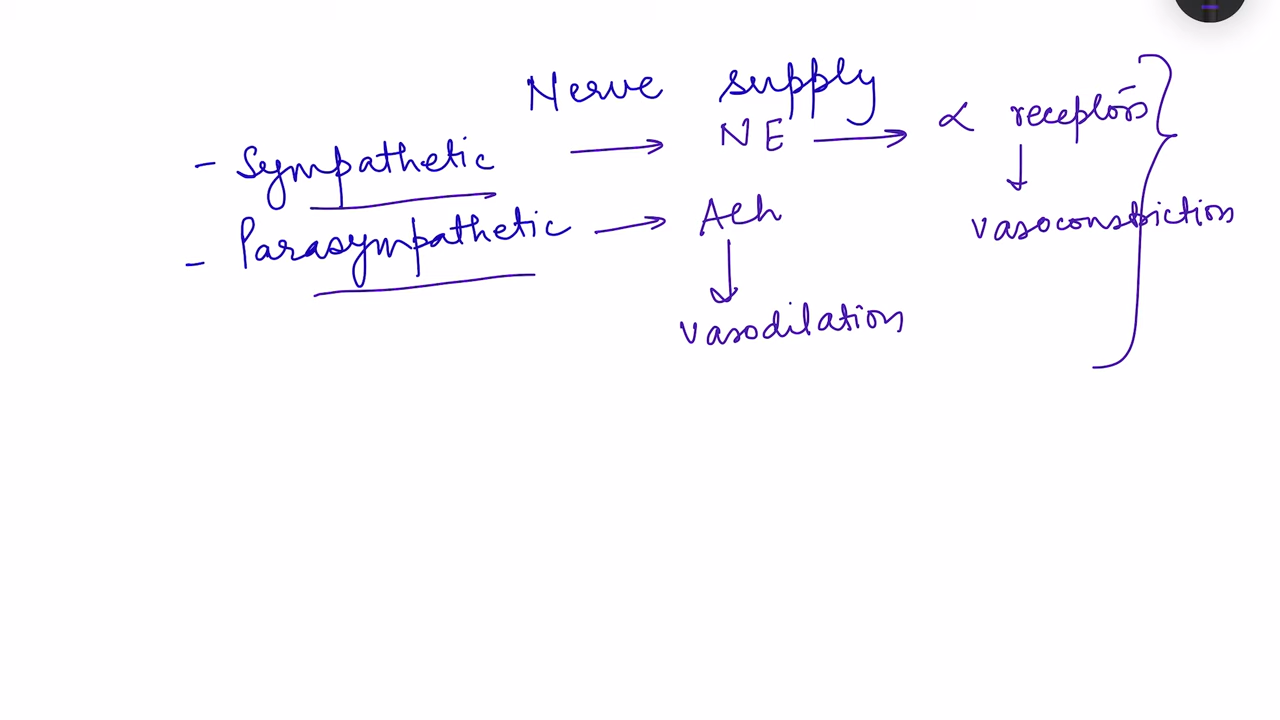 Nerve supply
- Sympathetic → NE → α receptors
↓
vasoconstriction
- Parasympathetic → Ach
↓
vasodilation